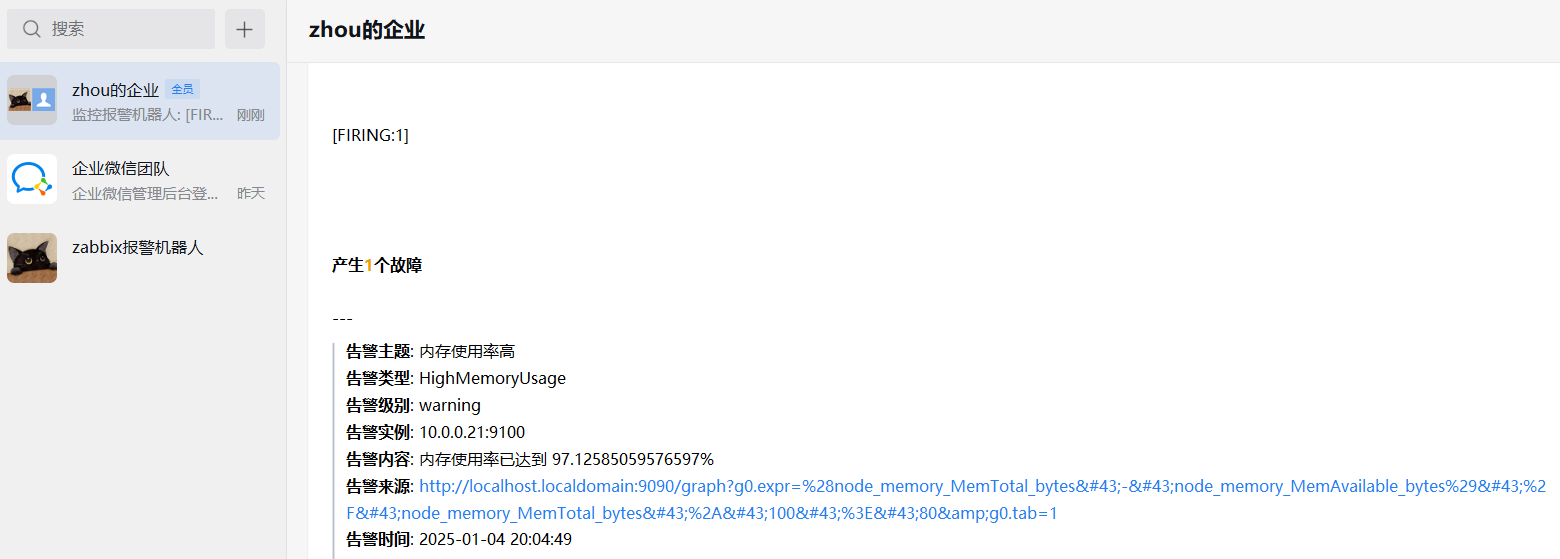 搜索
zhou的企业
zhou的企业 全员
监控报警机器人: [FIR... 刚刚
企业微信团队
企业微信管理后台登... 昨天
zabbix报警机器人
[FIRING:1]
产生1个故障
---
告警主题: 内存使用率高
告警类型: HighMemoryUsage
告警级别: warning
告警实例: 10.0.0.21:9100
告警内容: 内存使用率已达到 97.12585059576597%
告警来源: http://localhost.localdomain:9090/graph?g0.expr=%28node_memory_MemTotal_bytes&#43;-&#43;node_memory_MemAvailable_bytes%29&#43;%2
F&#43;node_memory_MemTotal_bytes&#43;%2A&#43;100&#43;%3E&#43;80&amp;g0.tab=1
告警时间: 2025-01-04 20:04:49